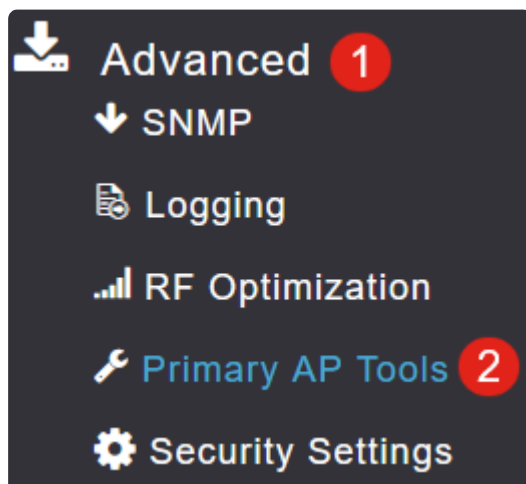 Advanced 1
SNMP
Logging
RF Optimization
Primary AP Tools 2
Security Settings